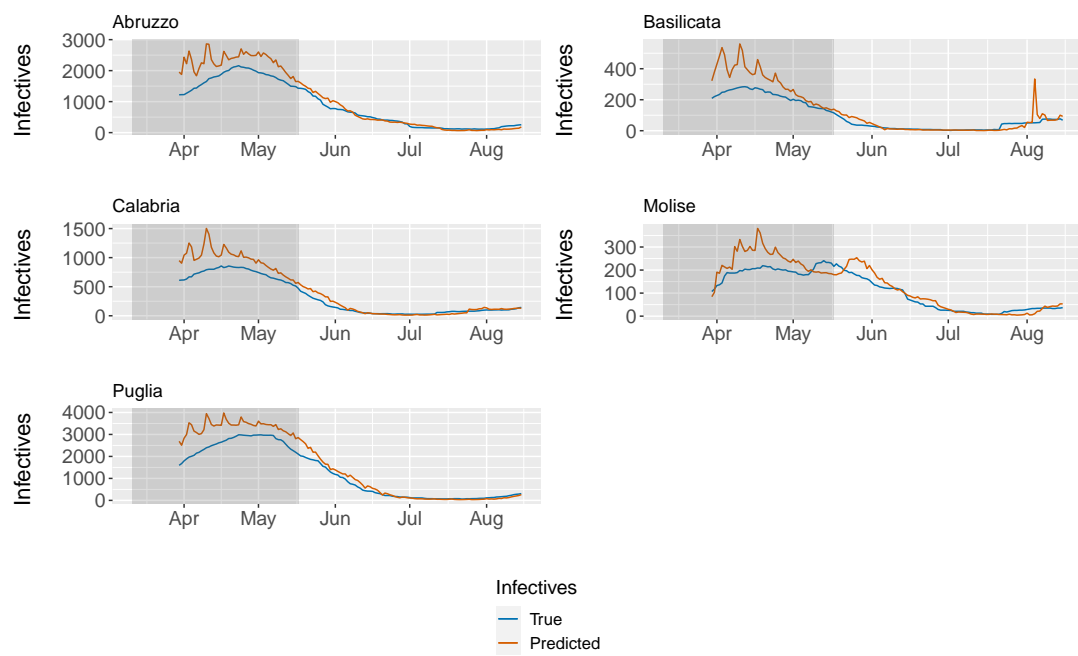 Abruzzo
Infectives
3000
2000
1000
0
Apr May Jun Jul Aug
Basilicata
Infectives
400
200
0
Apr May Jun Jul Aug
Calabria
Infectives
1500
1000
500
0
Apr May Jun Jul Aug
Molise
Infectives
300
200
100
0
Apr May Jun Jul Aug
Puglia
Infectives
4000
3000
2000
1000
0
Apr May Jun Jul Aug
Infectives
True
Predicted